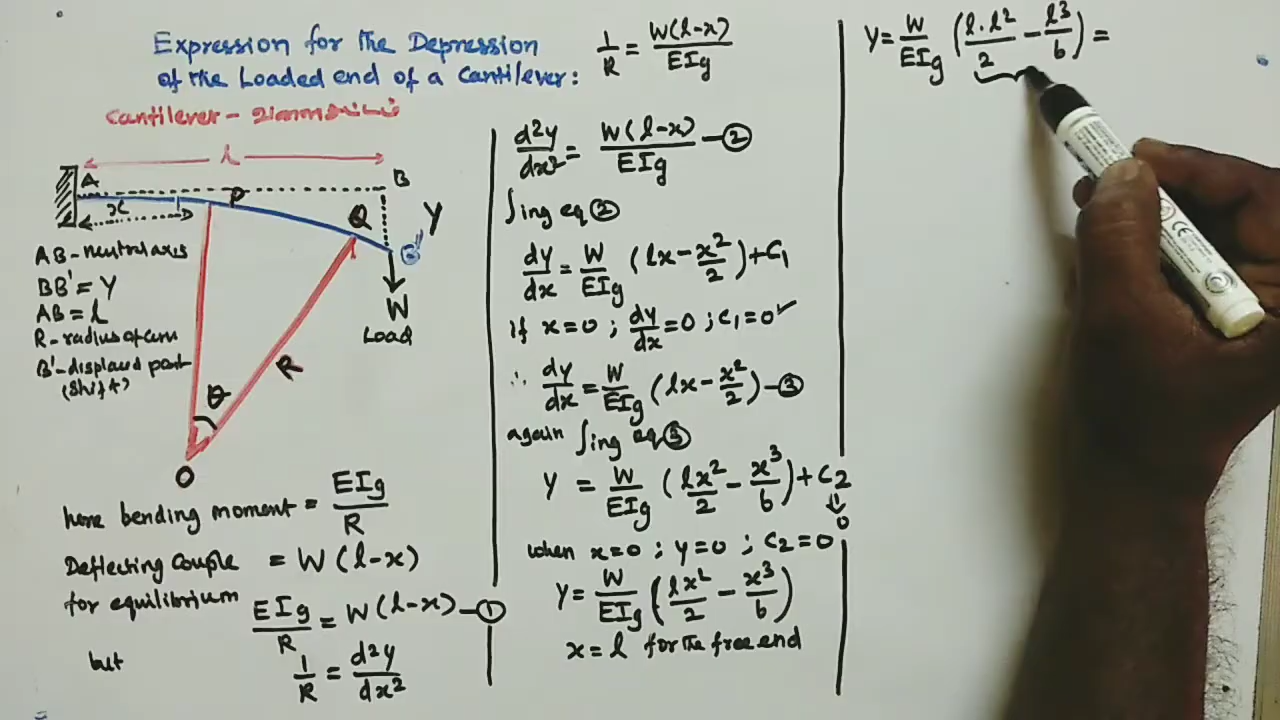 Expression for the Depression
of the Loaded end of a Cantilever:
Cantilever -
l
A
B
x
P
Q
B'
Y
W
Load
AB - neutral axis
BB' = Y
AB = l
R - radius of
B' - displaced
(shift)
R
θ
O
here bending moment = EIg/R
Deflecting couple = W(l-x)
for equilibrium
EIg/R = W(l-x) — ①
but
1/R = d²y/dx²
1/R = W(l-x)/EIg
d²y/dx² = W(l-x)/EIg — ②
∫ing eq ②
dy/dx = W/EIg (lx - x²/2) + C₁
if x=0 ; dy/dx = 0 ; C₁=0 ✓
∴ dy/dx = W/EIg (lx - x²/2) — ③
again ∫ing eq ③
Y = W/EIg (lx²/2 - x³/6) + C₂
↓
0
when x=0 ; y=0 ; C₂=0
Y = W/EIg (lx²/2 - x³/6)
x = l for the free end
Y = W/EIg (l·l²/2 - l³/6) =